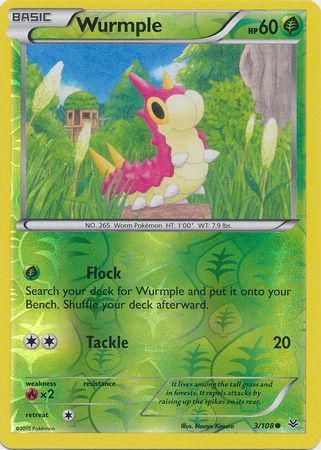 BASIC
Wurmple
HP 60
NO. 265 Worm Pokémon HT: 1'00" WT: 7.9 lbs.
Flock
Search your deck for Wurmple and put it onto your
Bench. Shuffle your deck afterward.
Tackle 20
weakness resistance
×2
retreat
It lives among the tall grass and
in forests. It repels attacks by
raising up the spikes on its rear.
©2015 Pokémon Illus. Naoyo Kimura 3/108